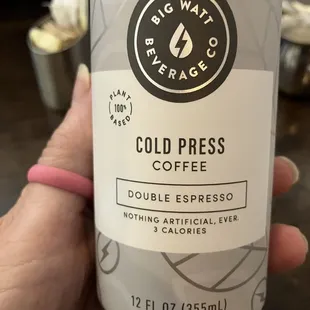 BIG WATT
BEVERAGE CO
PLANT
100%
BASED
COLD PRESS
COFFEE
DOUBLE ESPRESSO
NOTHING ARTIFICIAL, EVER.
3 CALORIES
12 FL OZ (355mL)